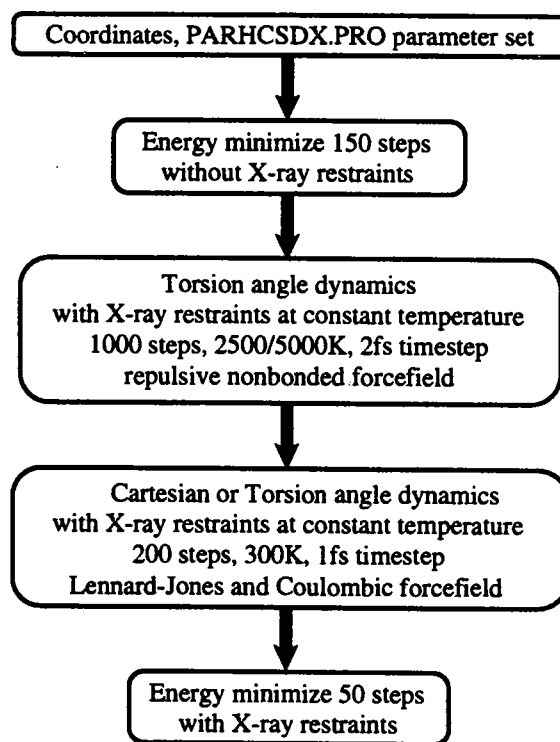 Coordinates, PARHCSDX.PRO parameter set
Energy minimize 150 steps
without X-ray restraints
Torsion angle dynamics
with X-ray restraints at constant temperature
1000 steps, 2500/5000K, 2fs timestep
repulsive nonbonded forcefield
Cartesian or Torsion angle dynamics
with X-ray restraints at constant temperature
200 steps, 300K, 1fs timestep
Lennard-Jones and Coulombic forcefield
Energy minimize 50 steps
with X-ray restraints